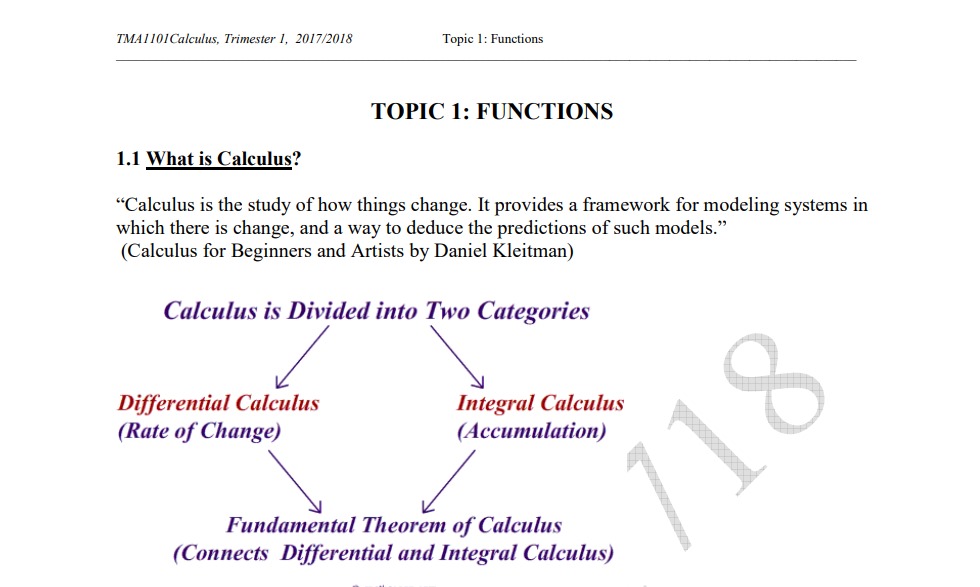 TMA1101Calculus, Trimester 1, 2017/2018 Topic 1: Functions
TOPIC 1: FUNCTIONS
1.1 What is Calculus?
“Calculus is the study of how things change. It provides a framework for modeling systems in
which there is change, and a way to deduce the predictions of such models.”
(Calculus for Beginners and Artists by Daniel Kleitman)
Calculus is Divided into Two Categories
Differential Calculus Integral Calculus
(Rate of Change) (Accumulation)
Fundamental Theorem of Calculus
(Connects Differential and Integral Calculus)
718